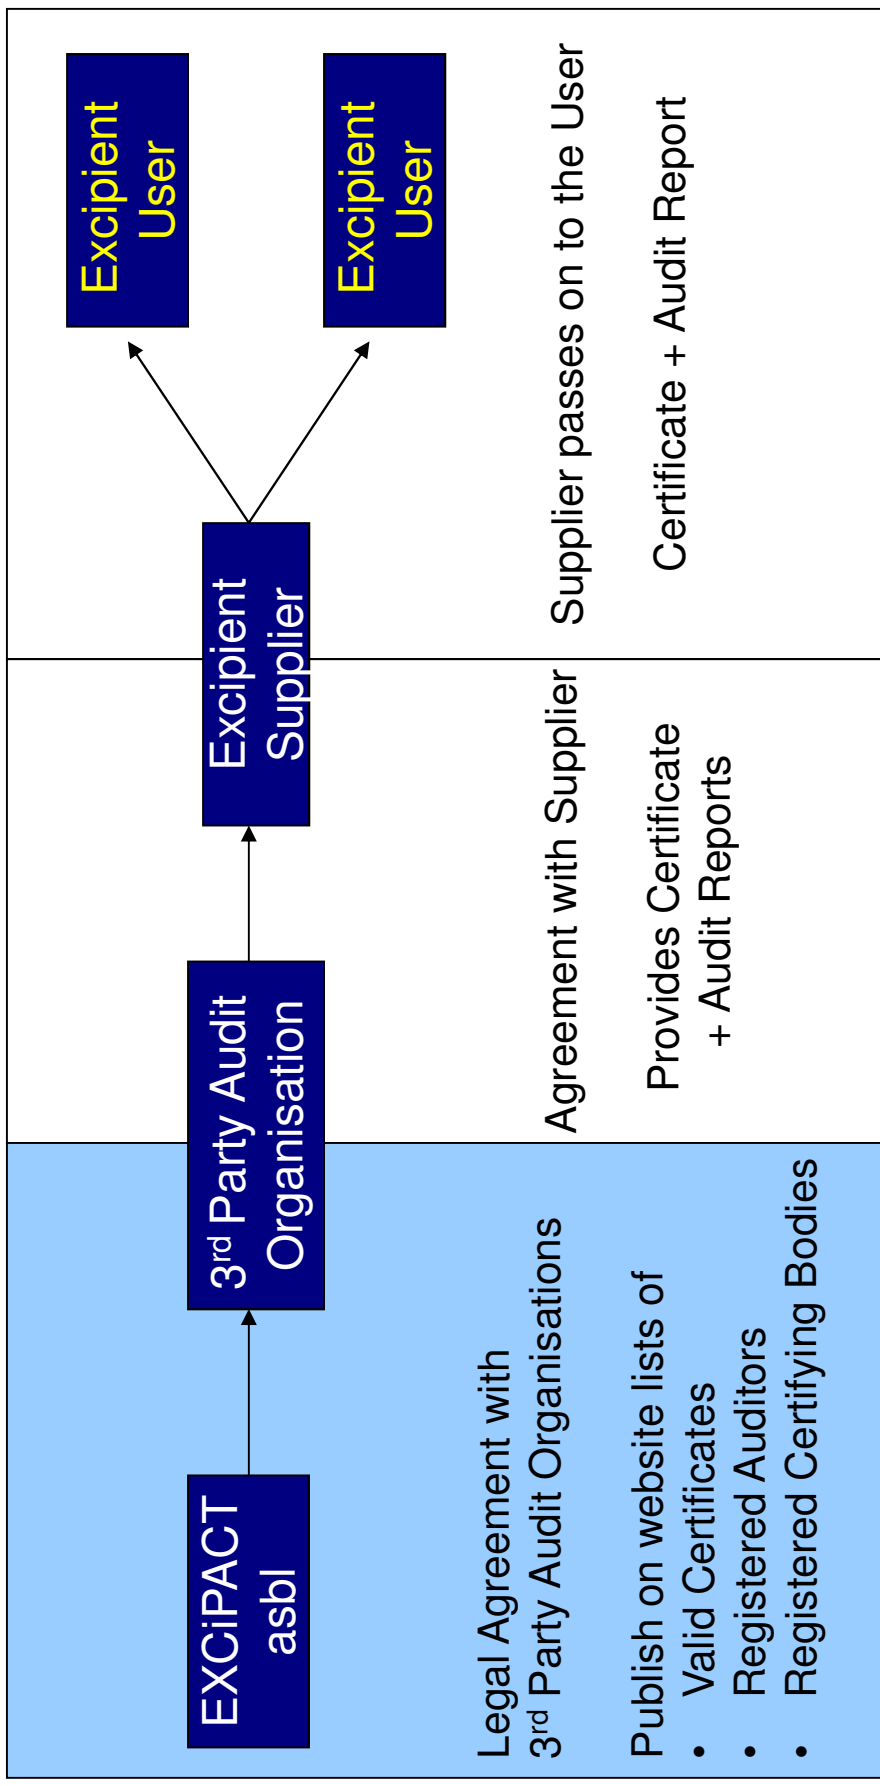 EXCiPACT
asbl
3rd Party Audit
Organisation
Excipient
Supplier
Excipient
User
Excipient
User
Legal Agreement with
3rd Party Audit Organisations
Publish on website lists of
• Valid Certificates
• Registered Auditors
• Registered Certifying Bodies
Agreement with Supplier
Provides Certificate
+ Audit Reports
Supplier passes on to the User
Certificate + Audit Report